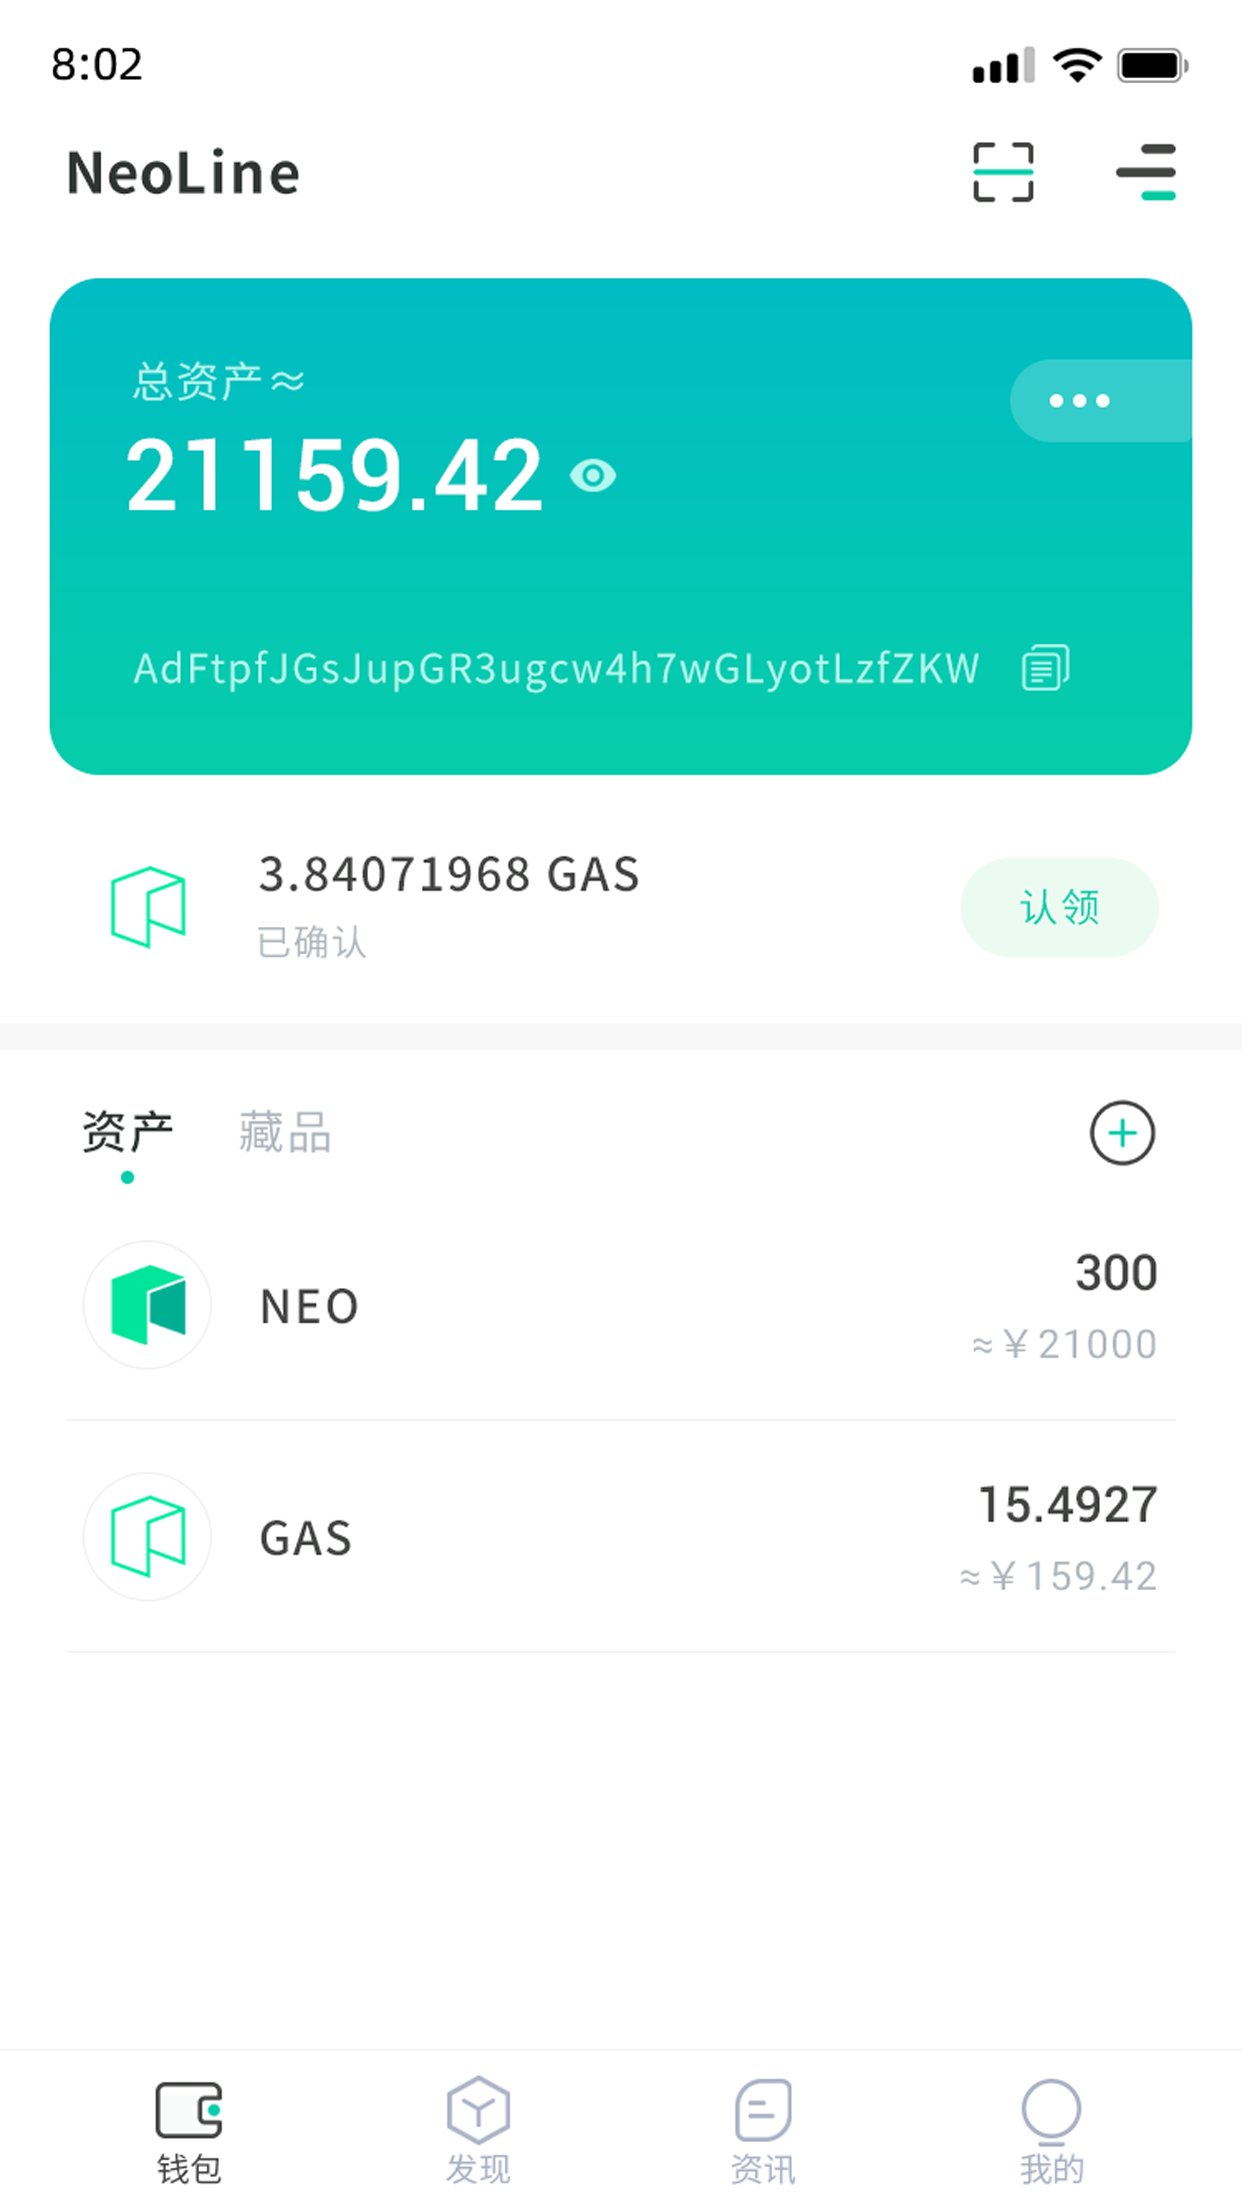 8:02
NeoLine
总资产≈
21159.42
AdFtpfJGsJupGR3ugcw4h7wGLyotLzfZKW
3.84071968 GAS
已确认
认领
资产 藏品
NEO
300
≈¥21000
GAS
15.4927
≈¥159.42
钱包 发现 资讯 我的